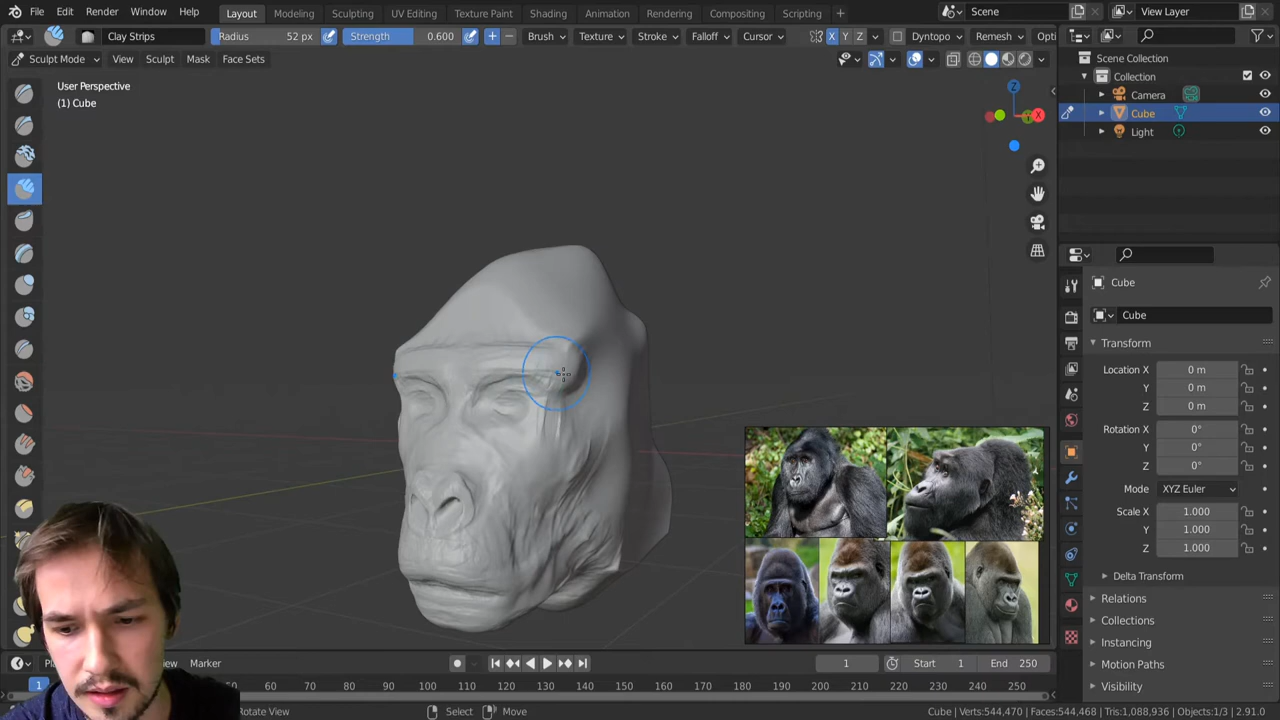 File Edit Render Window Help Layout Modeling Sculpting UV Editing Texture Paint Shading Animation Rendering Compositing Scripting Scene View Layer
Clay Strips Radius 52 px Strength 0.600 Brush Texture Stroke Falloff Cursor X Y Z Dyntopo Remesh Opti
Sculpt Mode View Sculpt Mask Face Sets
User Perspective
(1) Cube
Z
X
Scene Collection
Collection
Camera
Cube
Light
Cube
Cube
Transform
Location X 0 m
Y 0 m
Z 0 m
Rotation X 0°
Y 0°
Z 0°
Mode XYZ Euler
Scale X 1.000
Y 1.000
Z 1.000
Delta Transform
Relations
Collections
Instancing
Motion Paths
Visibility
View Marker 1 Start 1 End 250
1 60 70 80 90 100 110 120 130 140 150 160 170 180 190 200 210 220 230 240 250
Rotate View Select Move Cube | Verts:544,470 | Faces:544,468 | Tris:1,088,936 | Objects:1/3 | 2.91.0